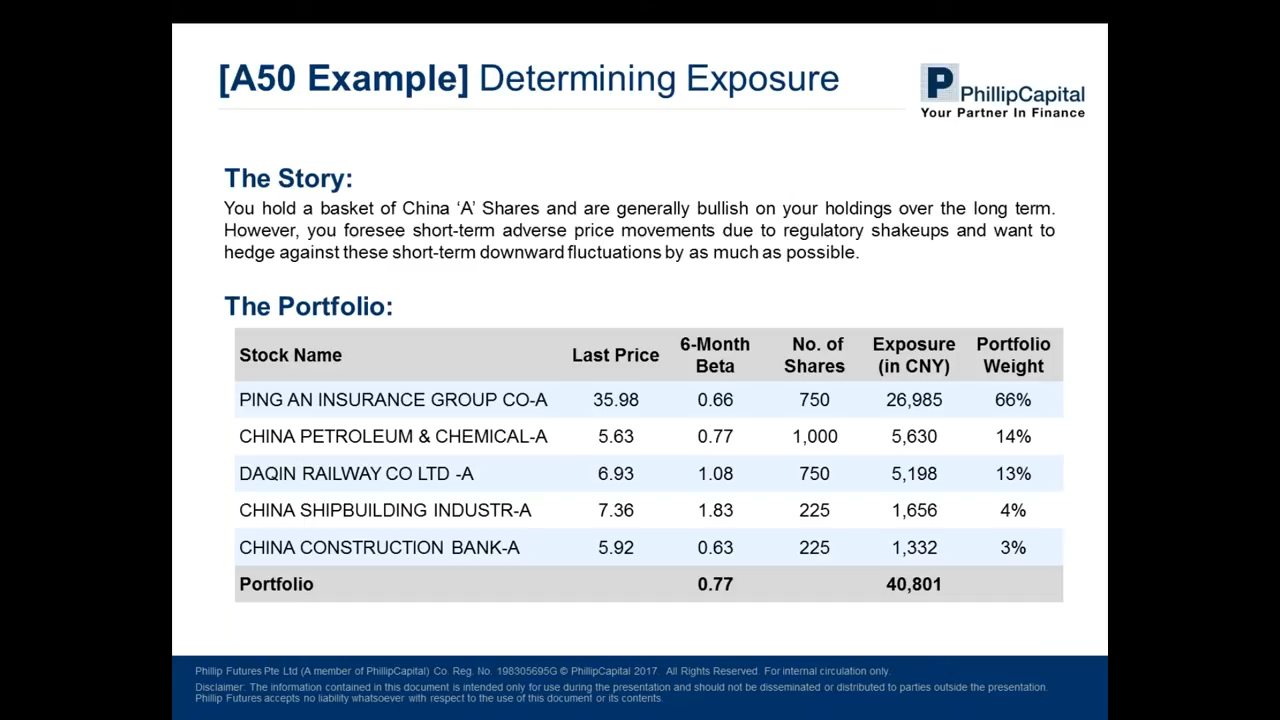 [A50 Example] Determining Exposure
P
PhillipCapital
Your Partner In Finance
The Story:
You hold a basket of China ‘A’ Shares and are generally bullish on your holdings over the long term.
However, you foresee short-term adverse price movements due to regulatory shakeups and want to
hedge against these short-term downward fluctuations by as much as possible.
The Portfolio:
Stock Name Last Price 6-Month Beta No. of Shares Exposure (in CNY) Portfolio Weight
PING AN INSURANCE GROUP CO-A 35.98 0.66 750 26,985 66%
CHINA PETROLEUM & CHEMICAL-A 5.63 0.77 1,000 5,630 14%
DAQIN RAILWAY CO LTD -A 6.93 1.08 750 5,198 13%
CHINA SHIPBUILDING INDUSTR-A 7.36 1.83 225 1,656 4%
CHINA CONSTRUCTION BANK-A 5.92 0.63 225 1,332 3%
Portfolio 0.77 40,801
Phillip Futures Pte Ltd (A member of PhillipCapital) Co. Reg. No. 198305695G © PhillipCapital 2017. All Rights Reserved. For internal circulation only.
Disclaimer: The information contained in this document is intended only for use during the presentation and should not be disseminated or distributed to parties outside the presentation.
Phillip Futures accepts no liability whatsoever with respect to the use of this document or its contents.